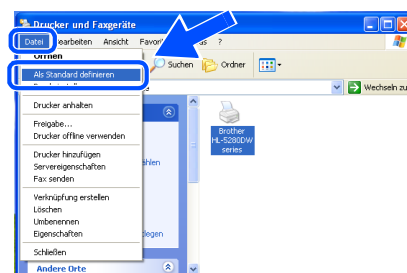 Drucker und Faxgeräte
Datei Bearbeiten Ansicht ?
Öffnen
Suchen Ordner
Als Standard definieren
Wechseln zu
Drucker anhalten
Freigabe...
Drucker offline verwenden
Drucker hinzufügen
Servereigenschaften
Fax senden
Verknüpfung erstellen
Löschen
Umbenennen
Eigenschaften
Schließen
Brother
HL-5280DW
series
Andere Orte